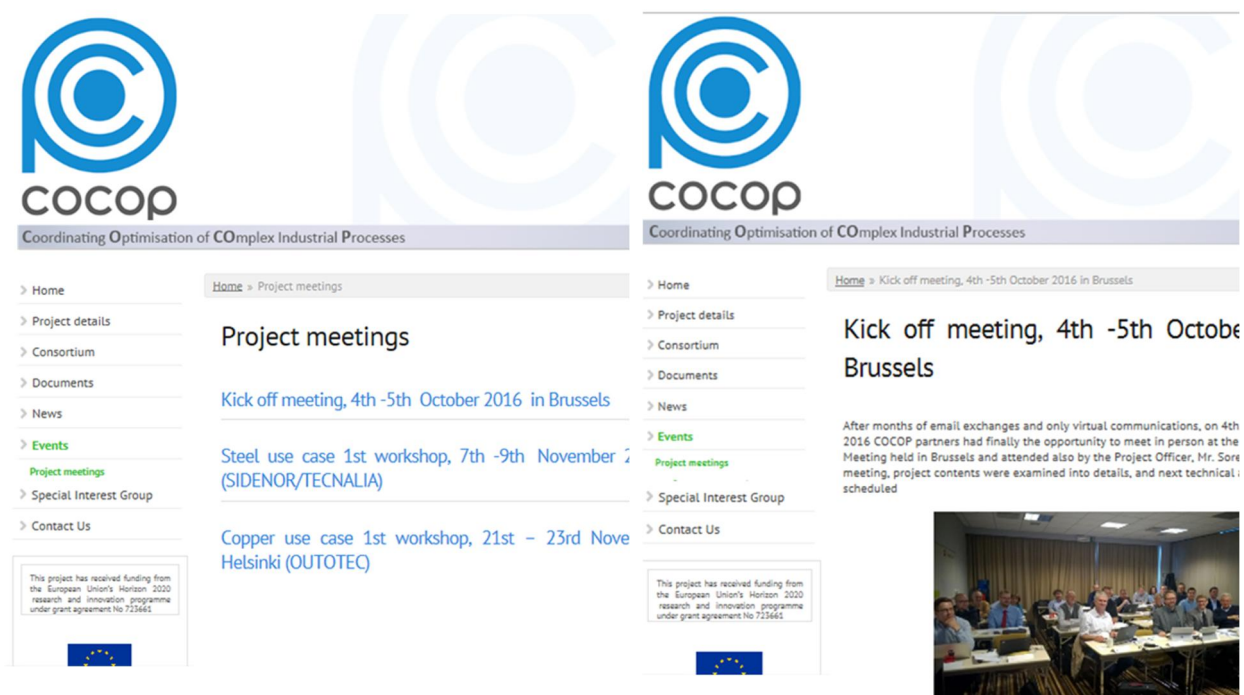 cocop
Coordinating Optimisation of COmplex Industrial Processes
Home
Project details
Consortium
Documents
News
Events
Project meetings
Special Interest Group
Contact Us
This project has received funding from
the European Union's Horizon 2020
research and innovation programme
under grant agreement No 723661
Home » Project meetings
Project meetings
Kick off meeting, 4th -5th October 2016 in Brussels
Steel use case 1st workshop, 7th -9th November
(SIDENOR/TECNALIA)
Copper use case 1st workshop, 21st – 23rd Nove
Helsinki (OUTOTEC)
cocop
Coordinating Optimisation of COmplex Industrial Processes
Home
Project details
Consortium
Documents
News
Events
Project meetings
Special Interest Group
Contact Us
This project has received funding from
the European Union's Horizon 2020
research and innovation programme
under grant agreement No 723661
Home » Kick off meeting, 4th -5th October 2016 in Brussels
Kick off meeting, 4th -5th Octobe
Brussels
After months of email exchanges and only virtual communications, on 4th
2016 COCOP partners had finally the opportunity to meet in person at the
Meeting held in Brussels and attended also by the Project Officer, Mr. Sore
meeting, project contents were examined into details, and next technical
scheduled